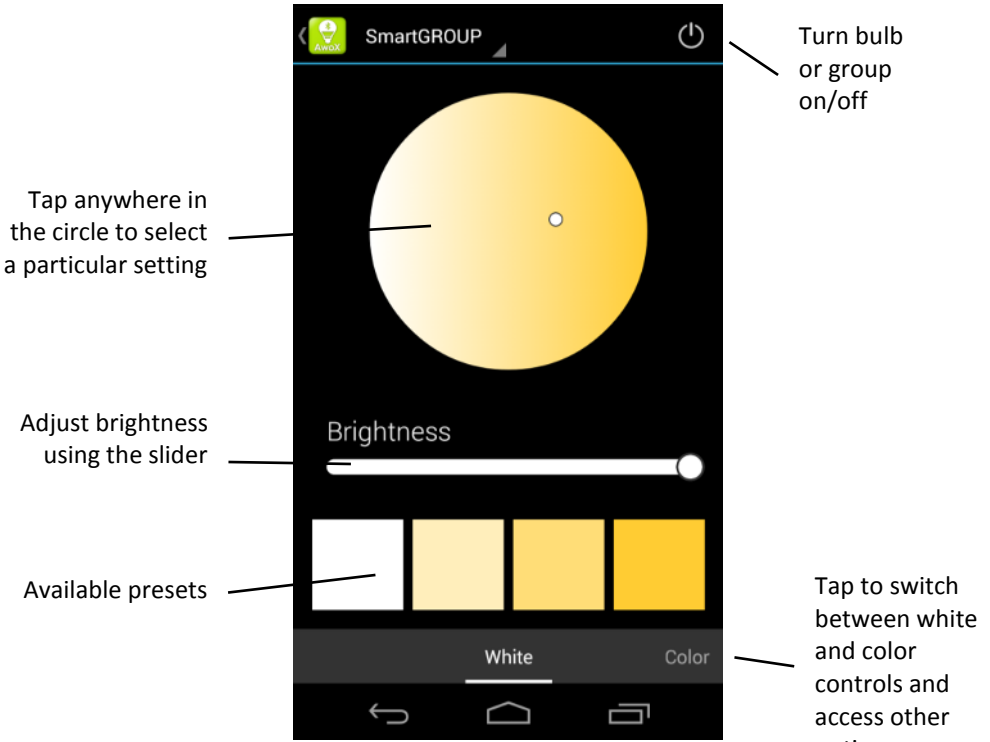 AwoX
SmartGROUP
Turn bulb
or group
on/off
Tap anywhere in
the circle to select
a particular setting
Adjust brightness
using the slider
Brightness
Available presets
White
Color
Tap to switch
between white
and color
controls and
access other